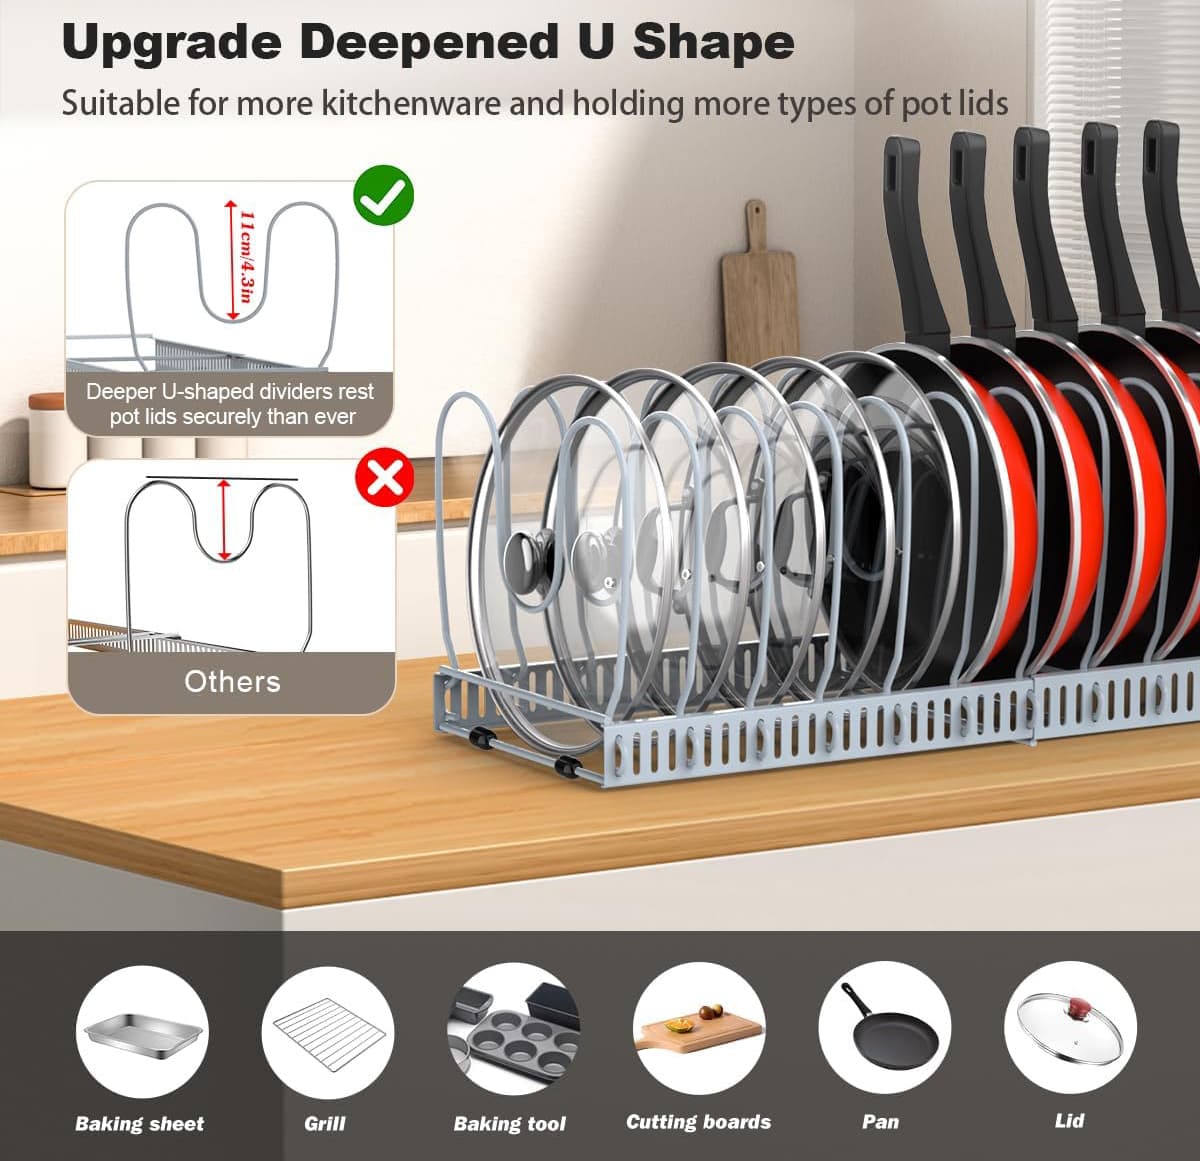 Upgrade Deepened U Shape
Suitable for more kitchenware and holding more types of pot lids
11cm/4.3in
Deeper U-shaped dividers rest
pot lids securely than ever
Others
Baking sheet
Grill
Baking tool
Cutting boards
Pan
Lid